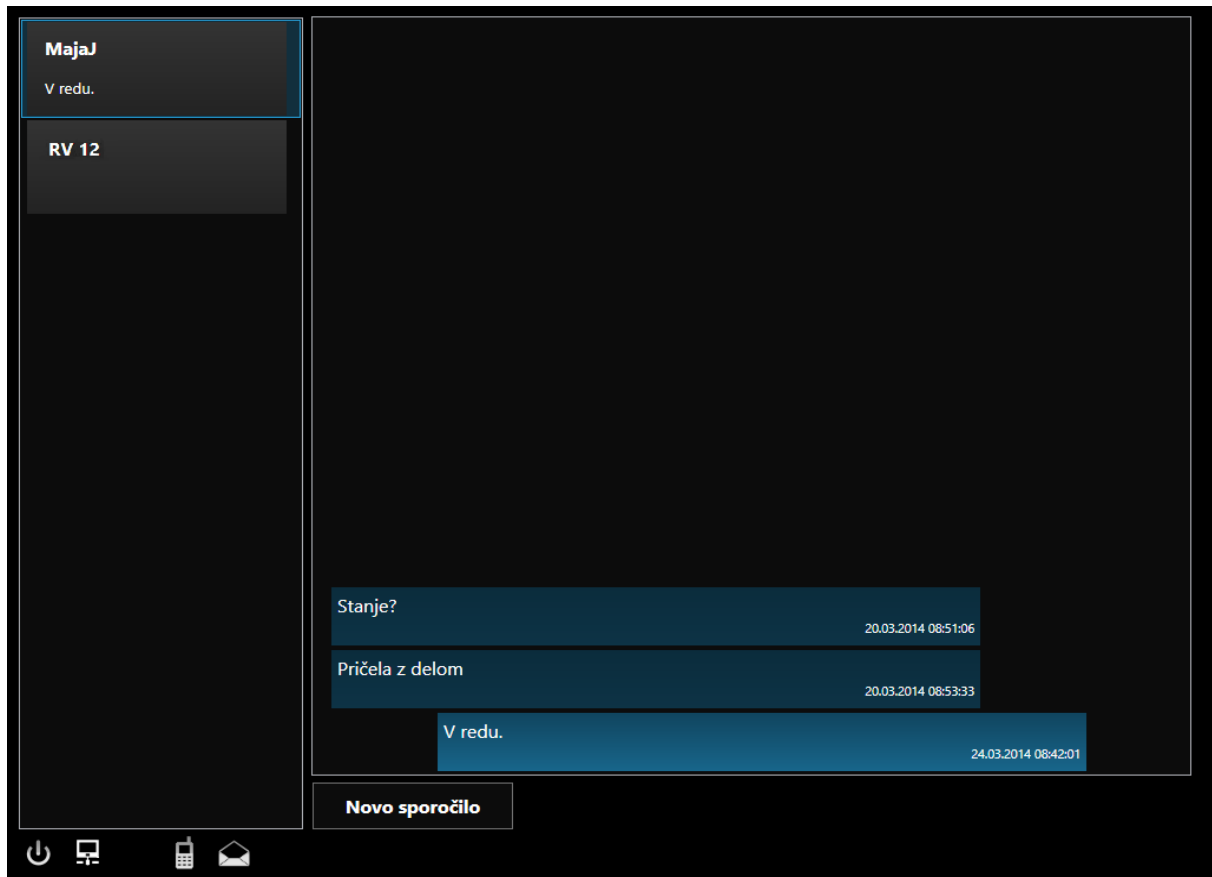 MajaJ
V redu.
RV 12
Stanje?
20.03.2014 08:51:06
Pričela z delom
20.03.2014 08:53:33
V redu.
24.03.2014 08:42:01
Novo sporočilo